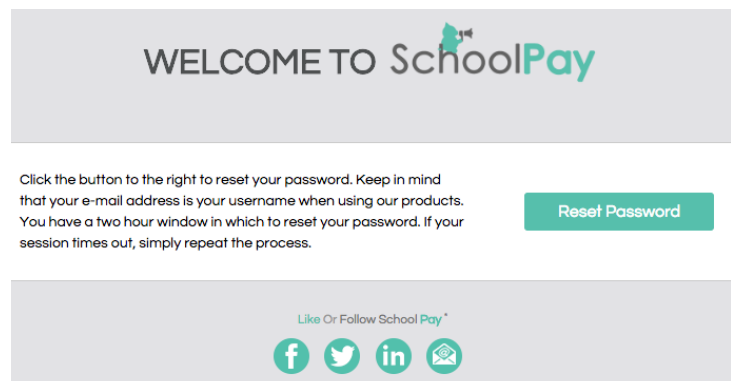 WELCOME TO SchoolPay
Click the button to the right to reset your password. Keep in mind
that your e-mail address is your username when using our products.
You have a two hour window in which to reset your password. If your
session times out, simply repeat the process.
Reset Password
Like Or Follow School Pay *
f in @